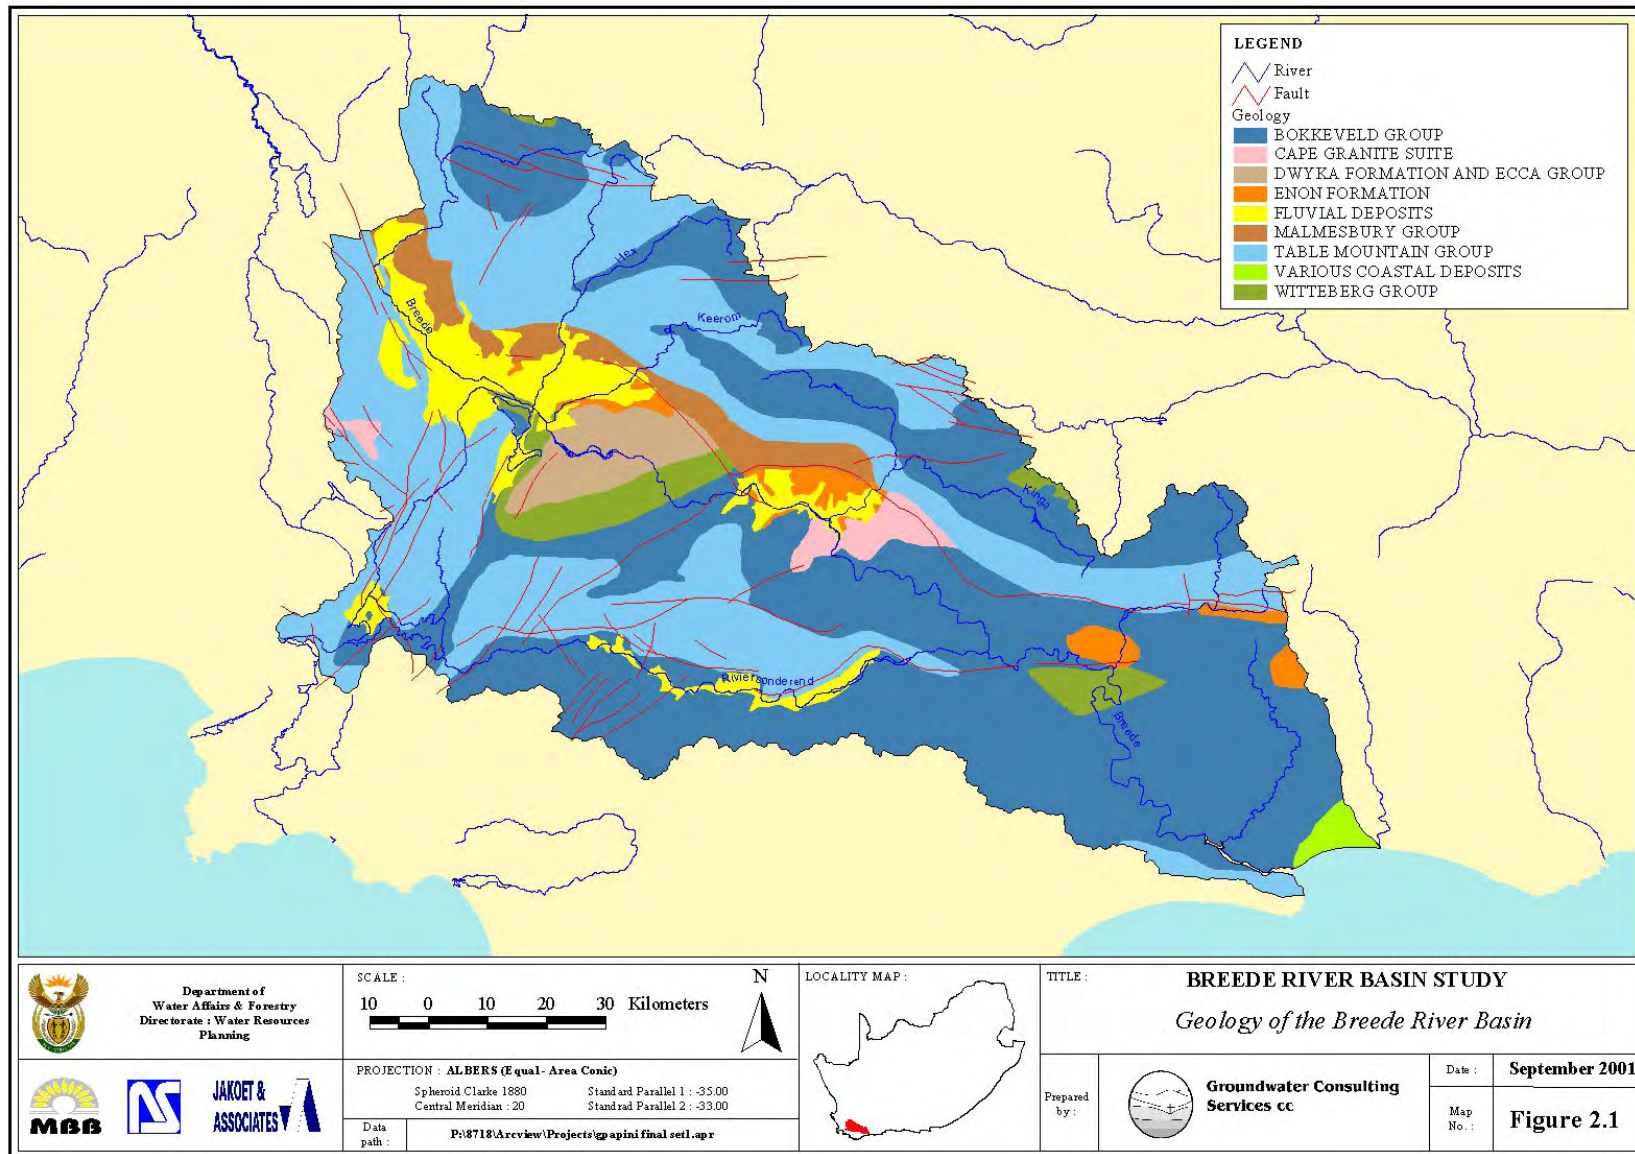 LEGEND
River
Fault
Geology
BOKKEVELD GROUP
CAPE GRANITE SUITE
DWYKA FORMATION AND ECCA GROUP
ENON FORMATION
FLUVIAL DEPOSITS
MALMESBURY GROUP
TABLE MOUNTAIN GROUP
VARIOUS COASTAL DEPOSITS
WITTEBERG GROUP
Hex
Breede
Keerom
Kinga
Riviersonderend
Breede
Department of
Water Affairs & Forestry
Directorate : Water Resources
Planning
MBB
JAKOET &
ASSOCIATES
SCALE :
10 0 10 20 30 Kilometers
N
PROJECTION : ALBERS (Equal- Area Conic)
Spheroid Clarke 1880 Standard Parallel 1 : -35.00
Central Meridian : 20 Standrad Parallel 2 : -33.00
Data
path :
P:\8718\Arcview\Projects\gpapini final set1.apr
LOCALITY MAP :
TITLE :
BREEDE RIVER BASIN STUDY
Geology of the Breede River Basin
Prepared
by :
Groundwater Consulting
Services cc
Date :
September 2001
Map
No. :
Figure 2.1